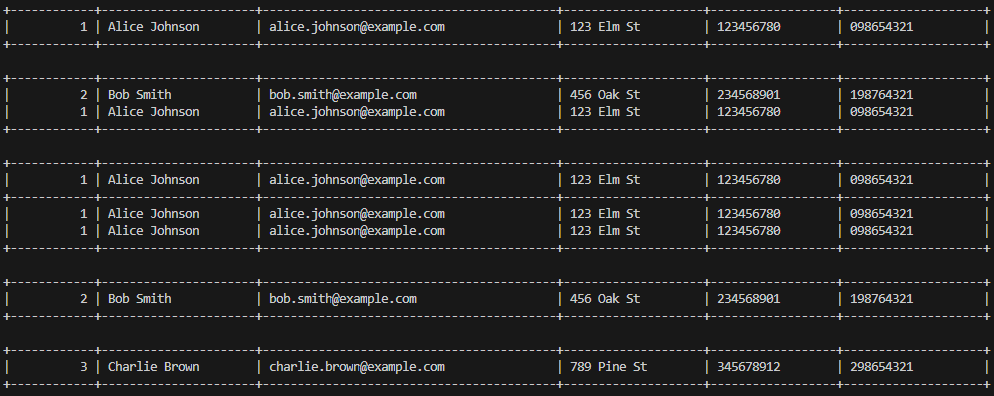 +------------+----------------------+------------------------------------------+--------------------+------------------+--------------------+
|          1 | Alice Johnson        | alice.johnson@example.com                | 123 Elm St         | 123456780        | 098654321          |
+------------+----------------------+------------------------------------------+--------------------+------------------+--------------------+
+------------+----------------------+------------------------------------------+--------------------+------------------+--------------------+
|          2 | Bob Smith            | bob.smith@example.com                    | 456 Oak St         | 234568901        | 198764321          |
|          1 | Alice Johnson        | alice.johnson@example.com                | 123 Elm St         | 123456780        | 098654321          |
+------------+----------------------+------------------------------------------+--------------------+------------------+--------------------+
+------------+----------------------+------------------------------------------+--------------------+------------------+--------------------+
|          1 | Alice Johnson        | alice.johnson@example.com                | 123 Elm St         | 123456780        | 098654321          |
+------------+----------------------+------------------------------------------+--------------------+------------------+--------------------+
|          1 | Alice Johnson        | alice.johnson@example.com                | 123 Elm St         | 123456780        | 098654321          |
|          1 | Alice Johnson        | alice.johnson@example.com                | 123 Elm St         | 123456780        | 098654321          |
+------------+----------------------+------------------------------------------+--------------------+------------------+--------------------+
+------------+----------------------+------------------------------------------+--------------------+------------------+--------------------+
|          2 | Bob Smith            | bob.smith@example.com                    | 456 Oak St         | 234568901        | 198764321          |
+------------+----------------------+------------------------------------------+--------------------+------------------+--------------------+
+------------+----------------------+------------------------------------------+--------------------+------------------+--------------------+
|          3 | Charlie Brown        | charlie.brown@example.com                | 789 Pine St        | 345678912        | 298654321          |
+------------+----------------------+------------------------------------------+--------------------+------------------+--------------------+